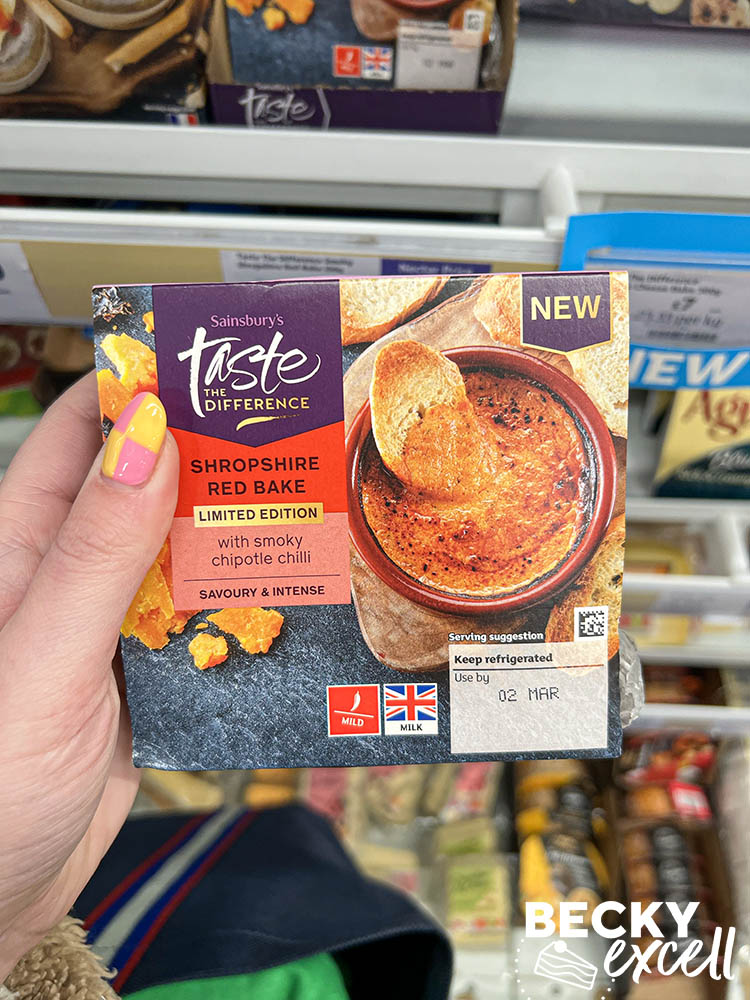 Taste
Sainsbury's
Taste
THE
DIFFERENCE
NEW
SHROPSHIRE
RED BAKE
LIMITED EDITION
with smoky
chipotle chilli
SAVOURY & INTENSE
Serving suggestion
Keep refrigerated
Use by
02 MAR
MILD
MILK
NEW
BECKY
excell